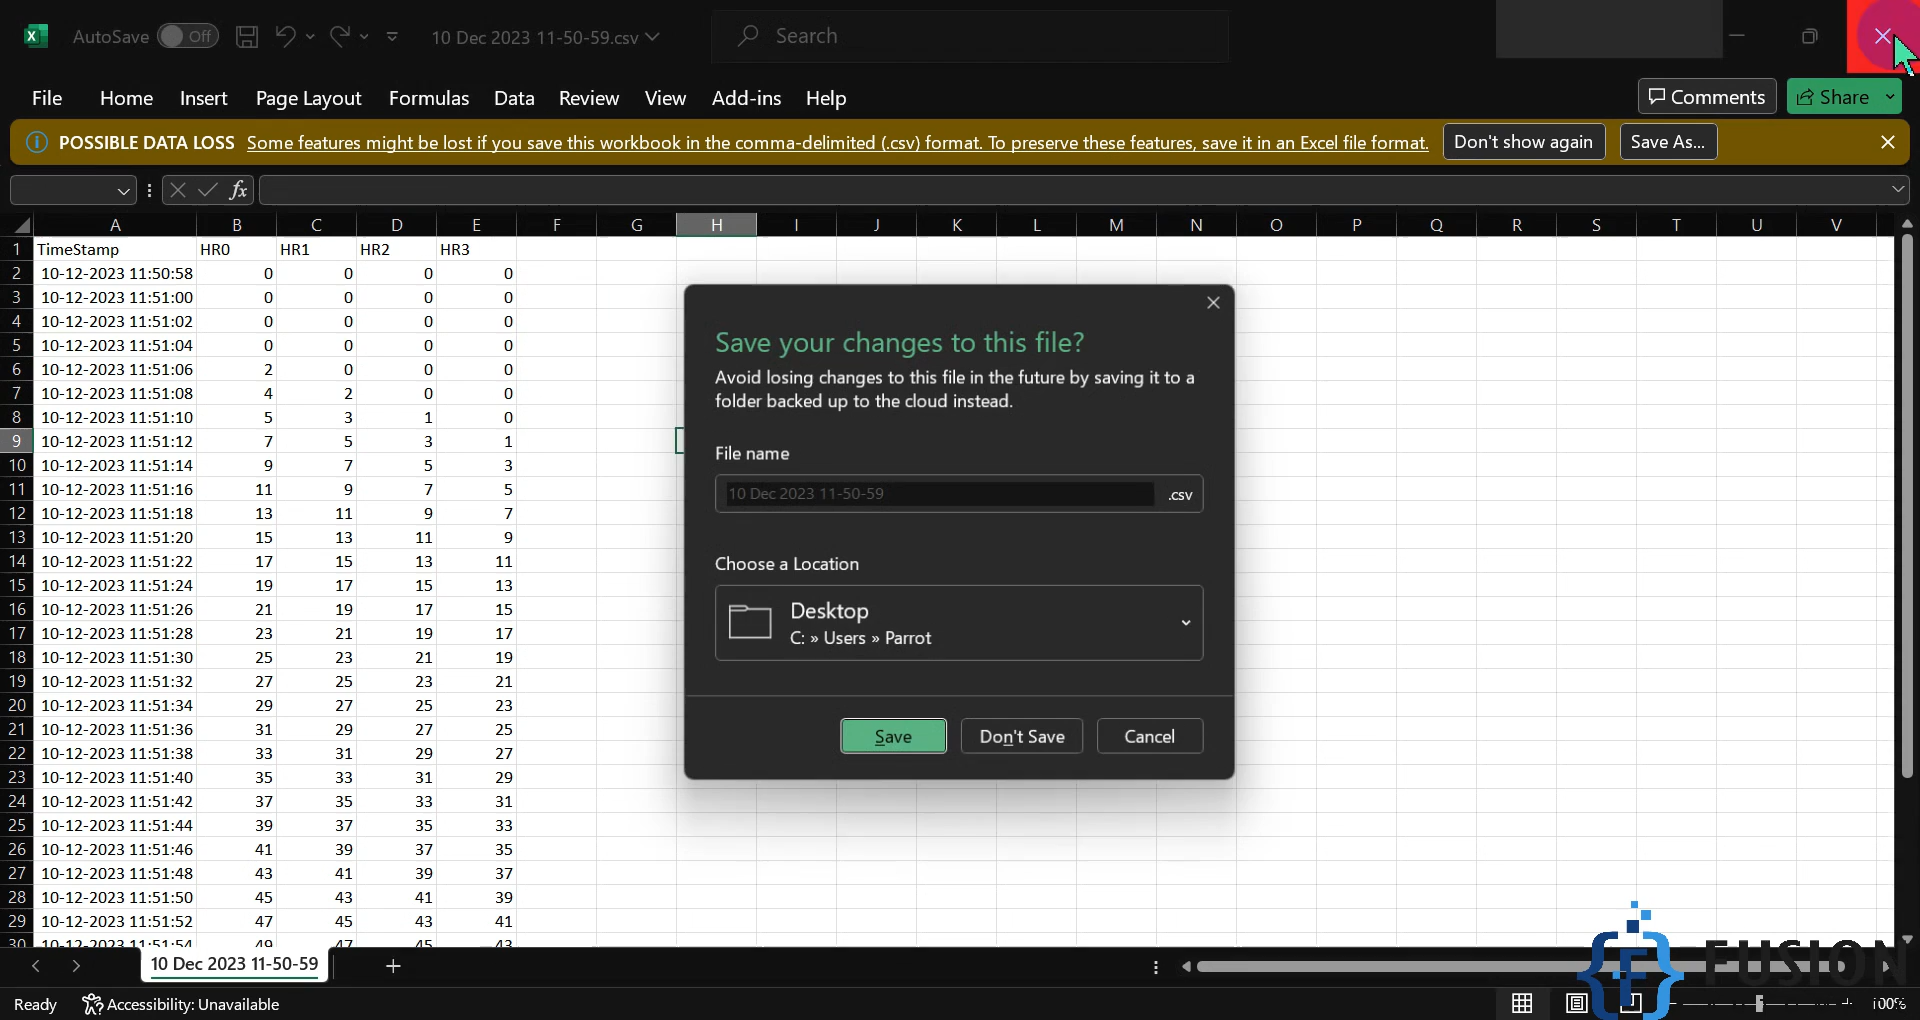 AutoSave Off 10 Dec 2023 11-50-59.csv Search
File Home Insert Page Layout Formulas Data Review View Add-ins Help Comments Share
POSSIBLE DATA LOSS Some features might be lost if you save this workbook in the comma-delimited (.csv) format. To preserve these features, save it in an Excel file format. Don't show again Save As...
fx
A B C D E F G H I J K L M N O P Q R S T U V
1 TimeStamp HR0 HR1 HR2 HR3
2 10-12-2023 11:50:58 0 0 0 0
3 10-12-2023 11:51:00 0 0 0 0
4 10-12-2023 11:51:02 0 0 0 0
5 10-12-2023 11:51:04 0 0 0 0
6 10-12-2023 11:51:06 2 0 0 0
7 10-12-2023 11:51:08 4 2 0 0
8 10-12-2023 11:51:10 5 3 1 0
9 10-12-2023 11:51:12 7 5 3 1
10 10-12-2023 11:51:14 9 7 5 3
11 10-12-2023 11:51:16 11 9 7 5
12 10-12-2023 11:51:18 13 11 9 7
13 10-12-2023 11:51:20 15 13 11 9
14 10-12-2023 11:51:22 17 15 13 11
15 10-12-2023 11:51:24 19 17 15 13
16 10-12-2023 11:51:26 21 19 17 15
17 10-12-2023 11:51:28 23 21 19 17
18 10-12-2023 11:51:30 25 23 21 19
19 10-12-2023 11:51:32 27 25 23 21
20 10-12-2023 11:51:34 29 27 25 23
21 10-12-2023 11:51:36 31 29 27 25
22 10-12-2023 11:51:38 33 31 29 27
23 10-12-2023 11:51:40 35 33 31 29
24 10-12-2023 11:51:42 37 35 33 31
25 10-12-2023 11:51:44 39 37 35 33
26 10-12-2023 11:51:46 41 39 37 35
27 10-12-2023 11:51:48 43 41 39 37
28 10-12-2023 11:51:50 45 43 41 39
29 10-12-2023 11:51:52 47 45 43 41
30 10-12-2023 11:51:54 49 47 45 43
Save your changes to this file?
Avoid losing changes to this file in the future by saving it to a
folder backed up to the cloud instead.
File name
10 Dec 2023 11-50-59 .csv
Choose a Location
Desktop
C: » Users » Parrot
Save Don't Save Cancel
10 Dec 2023 11-50-59
FUSION
Ready Accessibility: Unavailable 100%